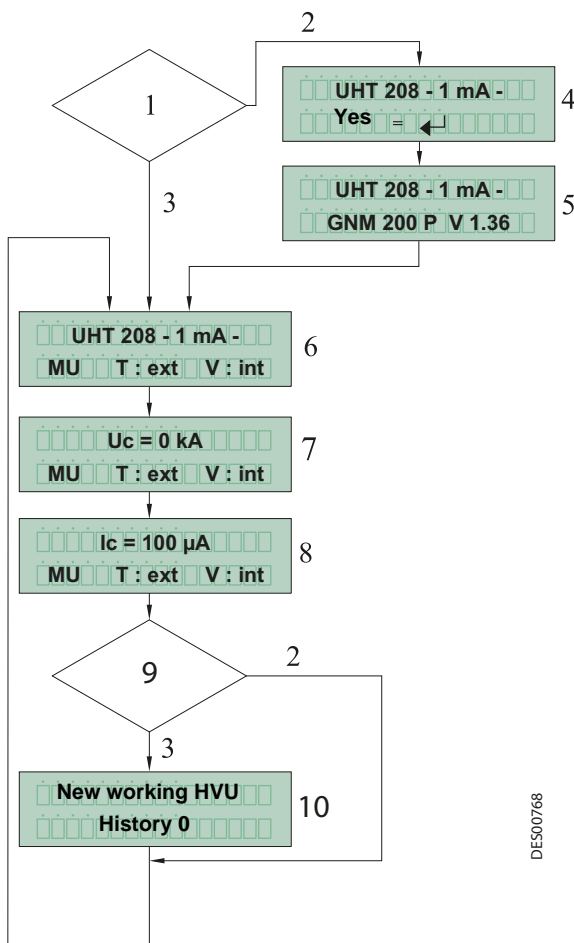 2
1
UHT 208 - 1 mA -
Yes = ↵
4
3
UHT 208 - 1 mA -
GNM 200 P V 1.36
5
UHT 208 - 1 mA -
MU T : ext V : int
6
Uc = 0 kA
MU T : ext V : int
7
Ic = 100 µA
MU T : ext V : int
8
9
2
3
New working HVU
History 0
10
DES00768